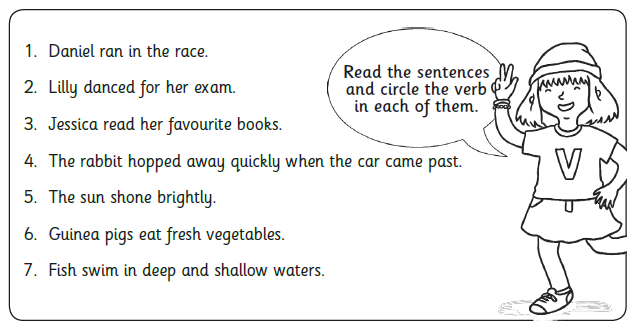 1. Daniel ran in the race.
2. Lilly danced for her exam.
3. Jessica read her favourite books.
4. The rabbit hopped away quickly when the car came past.
5. The sun shone brightly.
6. Guinea pigs eat fresh vegetables.
7. Fish swim in deep and shallow waters.
Read the sentences
and circle the verb
in each of them.
V